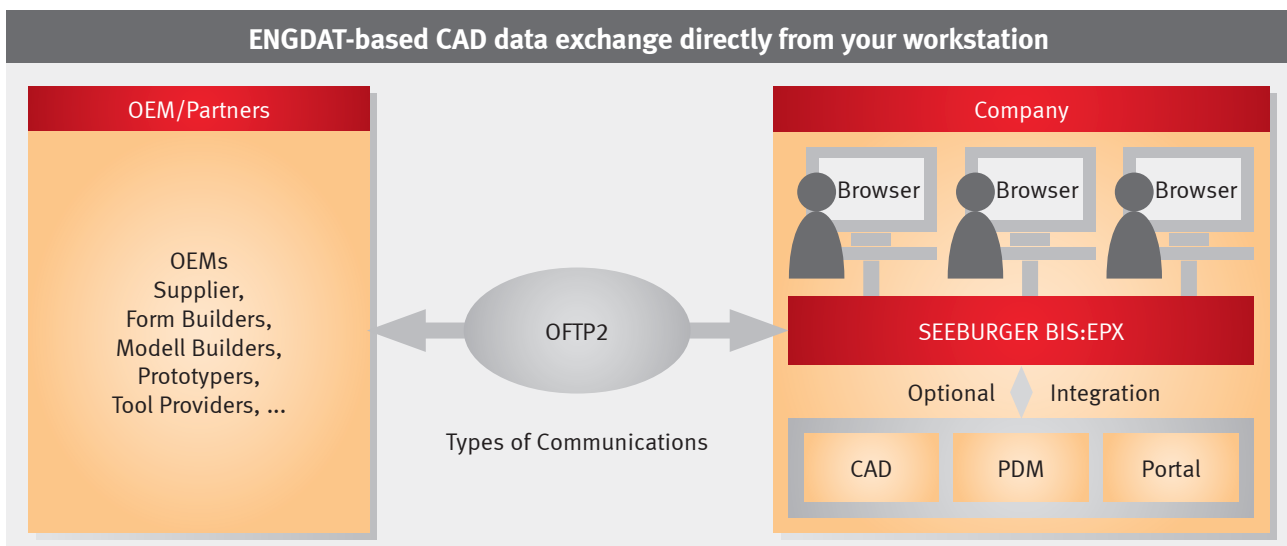 ENGDAT-based CAD data exchange directly from your workstation
OEM/Partners
OEMs
Supplier,
Form Builders,
Modell Builders,
Prototypers,
Tool Providers, ...
OFTP2
Types of Communications
Company
Browser
Browser
Browser
SEEBURGER BIS:EPX
Optional Integration
CAD
PDM
Portal